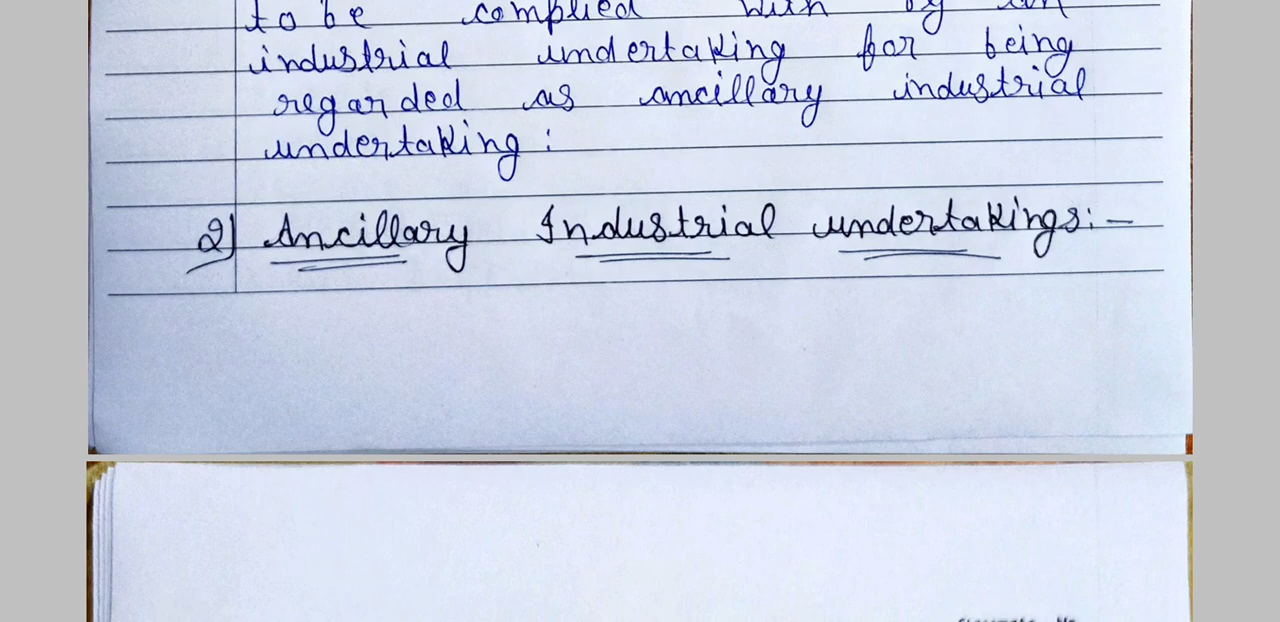 to be complied with by an
industrial undertaking for being
regarded as ancillary industrial
undertaking :
2) Ancillary Industrial undertakings :-